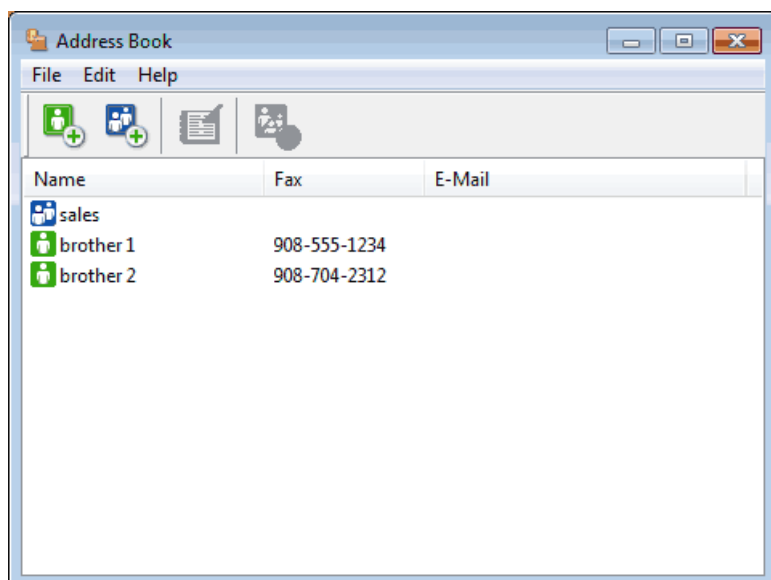 Address Book
File Edit Help
Name Fax E-Mail
sales
brother 1 908-555-1234
brother 2 908-704-2312